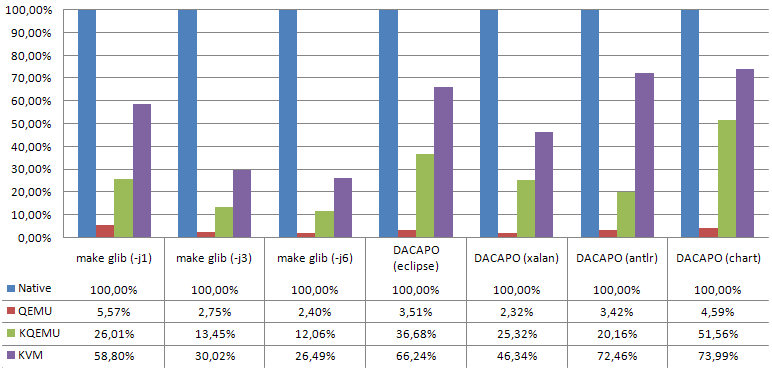 100,00%
90,00%
80,00%
70,00%
60,00%
50,00%
40,00%
30,00%
20,00%
10,00%
0,00%
make glib (-j1) make glib (-j3) make glib (-j6) DACAPO (eclipse) DACAPO (xalan) DACAPO (antlr) DACAPO (chart)
Native 100,00% 100,00% 100,00% 100,00% 100,00% 100,00% 100,00%
QEMU 5,57% 2,75% 2,40% 3,51% 2,32% 3,42% 4,59%
KQEMU 26,01% 13,45% 12,06% 36,68% 25,32% 20,16% 51,56%
KVM 58,80% 30,02% 26,49% 66,24% 46,34% 72,46% 73,99%